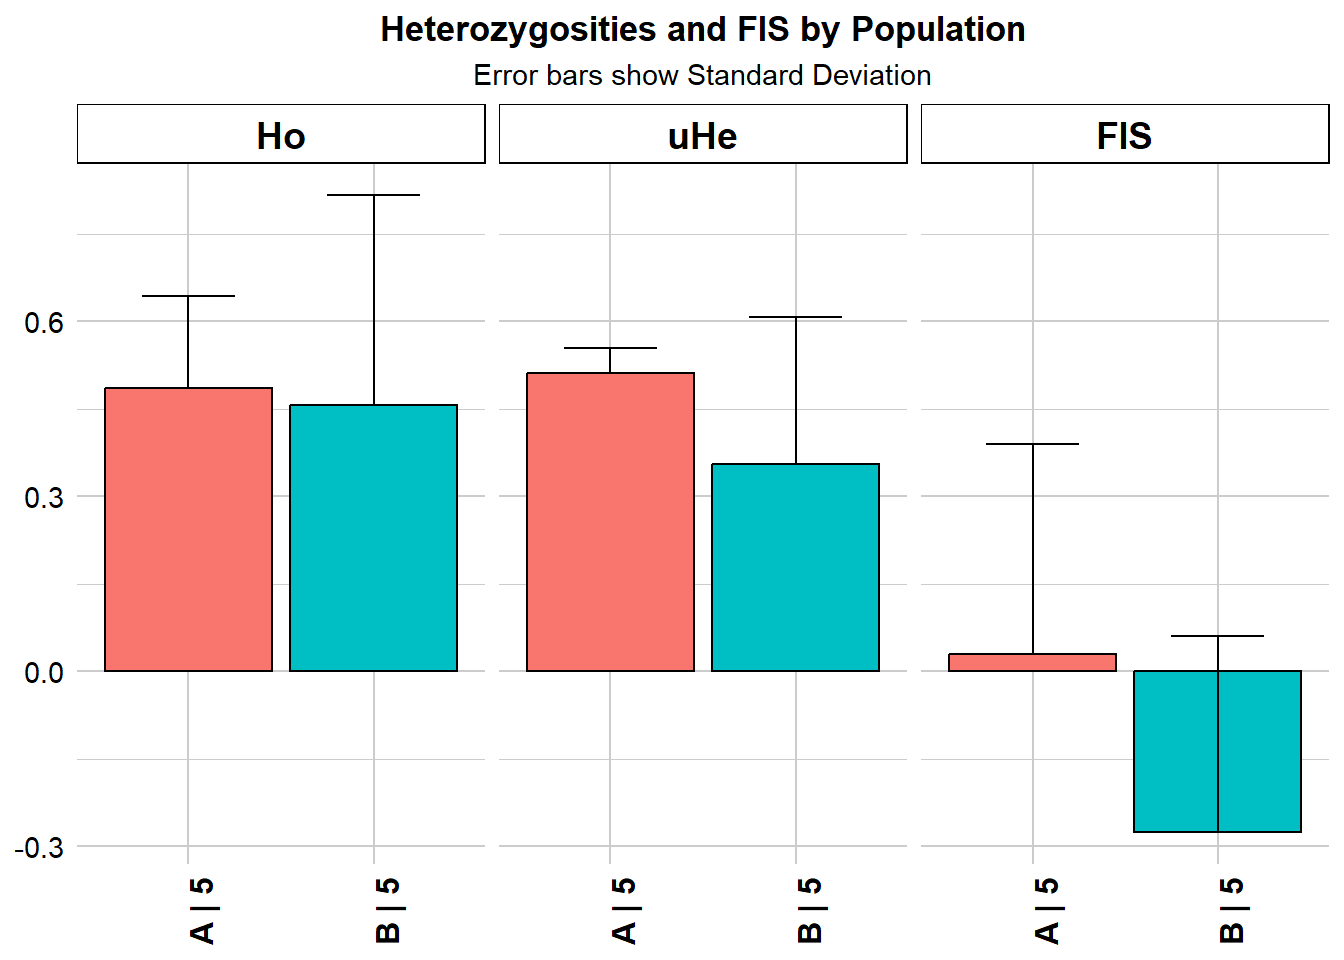 Heterozygosities and FIS by Population
Error bars show Standard Deviation
Ho
uHe
FIS
0.6
0.3
0.0
-0.3
A | 5
B | 5
A | 5
B | 5
A | 5
B | 5